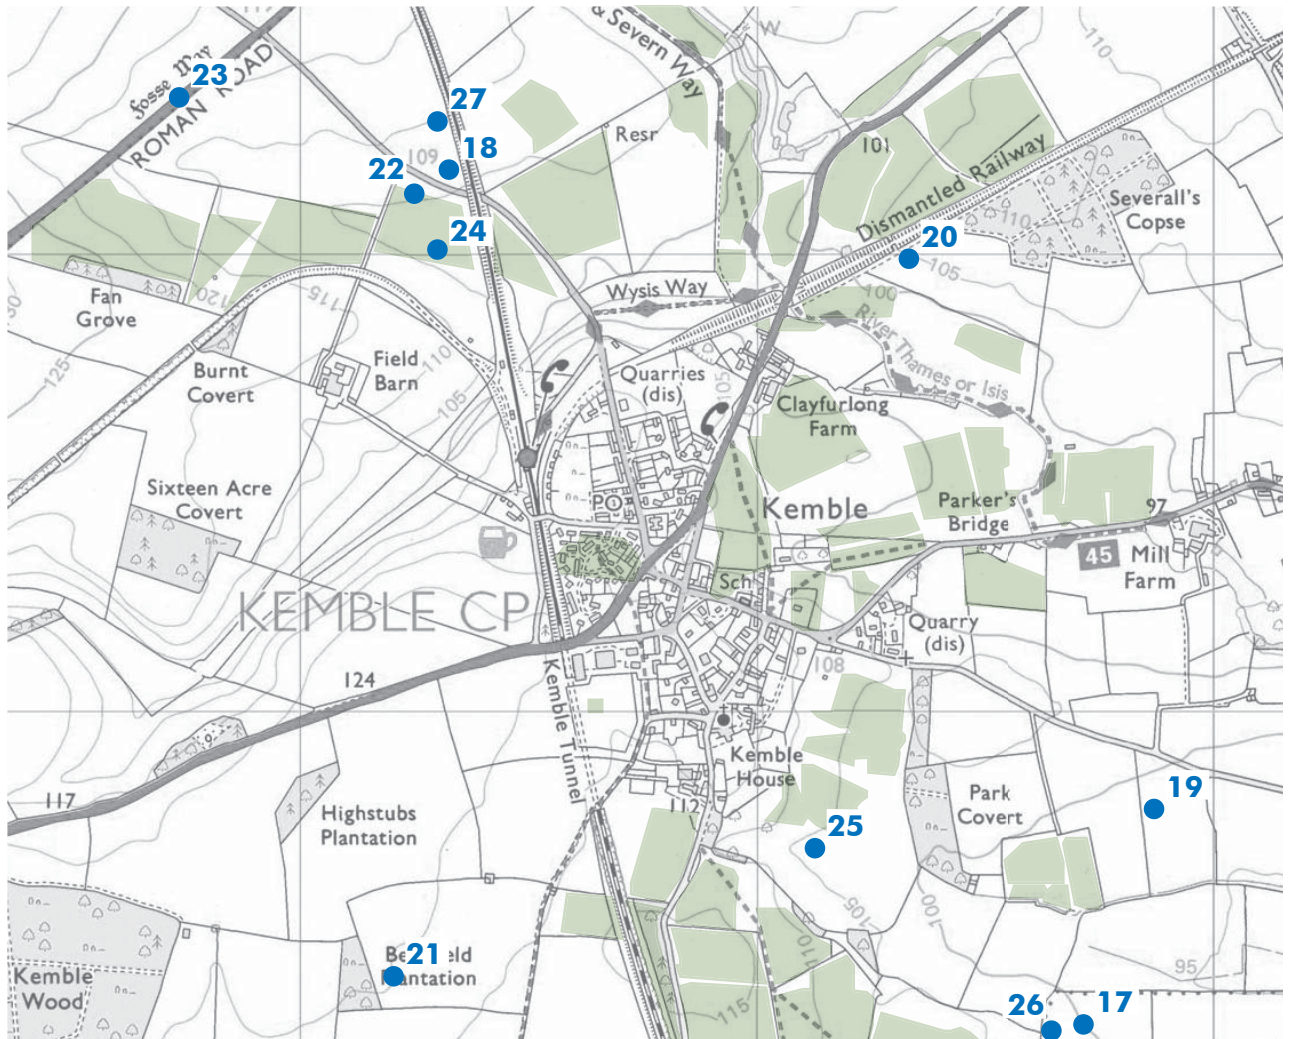 & Severn Way
W
110
Fosse Way
ROMAN ROAD
23
27
109
18
22
24
Resr
101
Dismantled Railway
Severall's
Copse
110
20
105
100
Wysis Way
River Thames or Isis
Fan
Grove
120
115
125
Burnt
Covert
Field
Barn
110
105
Quarries
(dis)
105
Clayfurlong
Farm
Sixteen Acre
Covert
PO
Kemble
Parker's
Bridge
97
45
Mill
Farm
Sch
KEMBLE CP
Quarry
(dis)
108
124
Kemble Tunnel
Kemble
House
112
117
Highstubs
Plantation
25
Park
Covert
19
105
100
110
95
115
21
Kemble
Wood
26
17